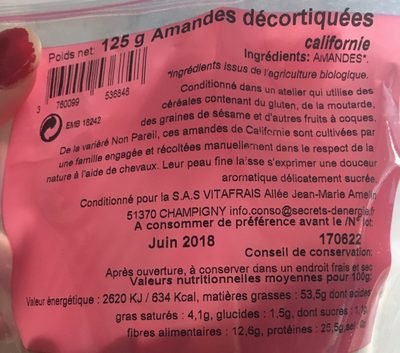 Poids net: 125 g Amandes décortiquées
californie
Ingrédients: AMANDES*.
*Ingrédients issus de l'agriculture biologique.
Conditionné dans un atelier qui utilise des
céréales contenant du gluten, de la moutarde,
des graines de sésame et d'autres fruits à coques.
3 760099 536846
EMB 18242
De la variéré Non Pareil, ces amandes de Californie sont cultivées par
une famille engagée et récoltées manuellement dans le respect de la
nature à l'aide de chevaux. Leur peau fine laisse s'exprimer une douceur
aromatique délicatement sucrée.
Conditionné pour la S.A.S VITAFRAIS Allée Jean-Marie Amelin
51370 CHAMPIGNY info.conso@secrets-denergie.fr
A consommer de préférence avant le /N° lot:
Juin 2018 170622
Conseil de conservation:
Après ouverture, à conserver dans un endroit frais et sec
Valeurs nutritionnelles moyennes pour 100g:
Valeur énergétique : 2620 KJ / 634 Kcal, matières grasses : 53,5g dont acides
gras saturés : 4,1g, glucides : 1,5g, dont sucres :
fibres alimentaires : 12,6g, protéines : 25,5g, sel :